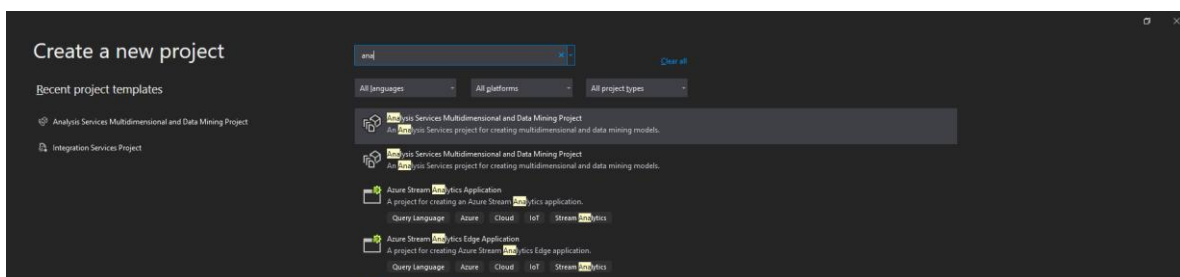 Create a new project
Recent project templates
Analysis Services Multidimensional and Data Mining Project
Integration Services Project
ana
Clear all
All languages
All platforms
All project types
Analysis Services Multidimensional and Data Mining Project
An Analysis Services project for creating multidimensional and data mining models.
Analysis Services Multidimensional and Data Mining Project
An Analysis Services project for creating multidimensional and data mining models.
Azure Stream Analytics Application
A project for creating an Azure Stream Analytics application.
Query Language Azure Cloud IoT Stream Analytics
Azure Stream Analytics Edge Application
A project for creating Azure Stream Analytics Edge application.
Query Language Azure Cloud IoT Stream Analytics